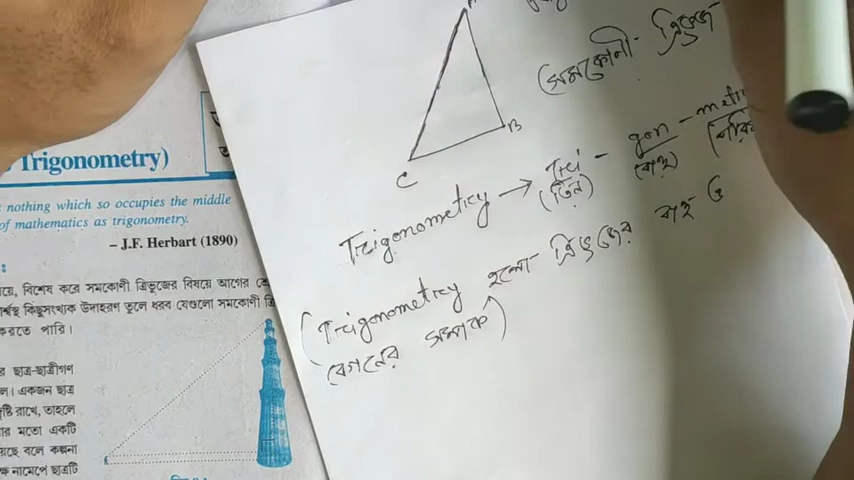 Trigonometry)
nothing which so occupies the middle
of mathematics as trigonometry.
– J.F. Herbart (1890)
বিশেষ করে সমকোণী ত্রিভুজের বিষয়ে আগের
কিছুসংখ্যক উদাহরণ তুলে ধরব যেগুলো সমকোণী
করতে পারি।
ছাত্র-ছাত্রীগণ
একজন ছাত্র
রাখে, তাহলে
মতো একটি
বলে কল্পনা
নামেপে ছাত্রটি
B
C
(সমকোনী ত্রিভুজ
Trigonometry → Tri - gon - metr
(তিন) (বাহু)
(Trigonometry হলো ত্রিভুজের বাহু ও
কোনের সম্পর্ক)